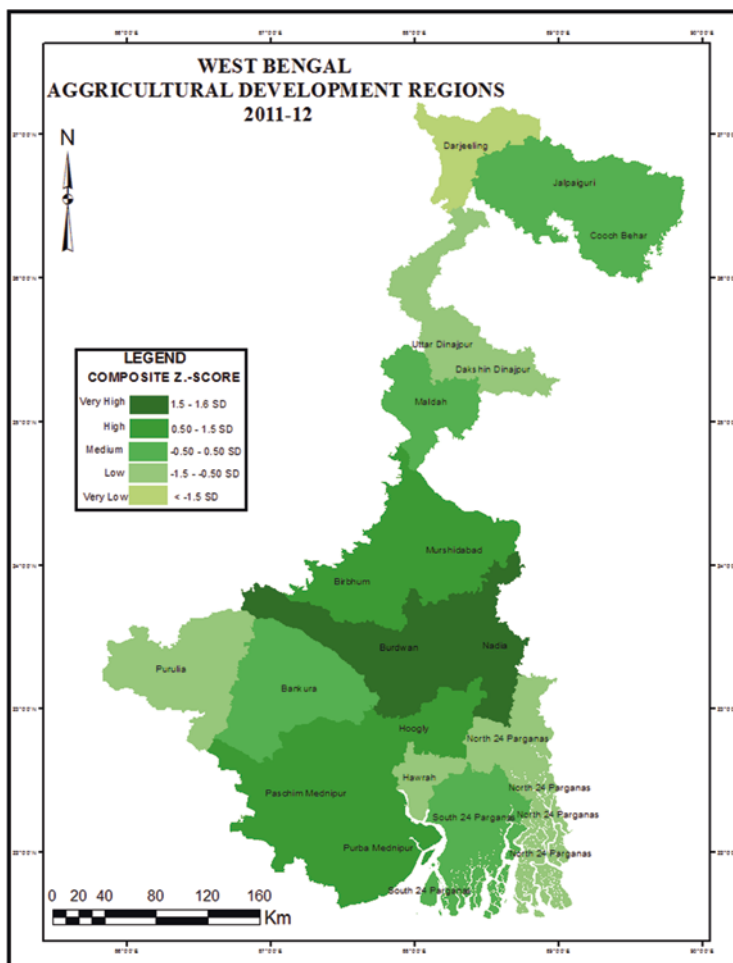 WEST BENGAL
AGGRICULTURAL DEVELOPMENT REGIONS
2011-12
N
Darjeeling
Jalpaiguri
Cooch Behar
Uttar Dinajpur
Dakshin Dinajpur
Maldah
LEGEND
COMPOSITE Z.-SCORE
Very High 1.5 - 1.6 SD
High 0.50 - 1.5 SD
Medium -0.50 - 0.50 SD
Low -1.5 - -0.50 SD
Very Low < -1.5 SD
Murshidabad
Birbhum
Burdwan
Nadia
Purulia
Bankura
Hoogly
North 24 Parganas
Hawrah
North 24 Parganas
Paschim Mednipur
South 24 Parganas
North 24 Parganas
Purba Mednipur
North 24 Parganas
South 24 Parganas
0 20 40 80 120 160
Km